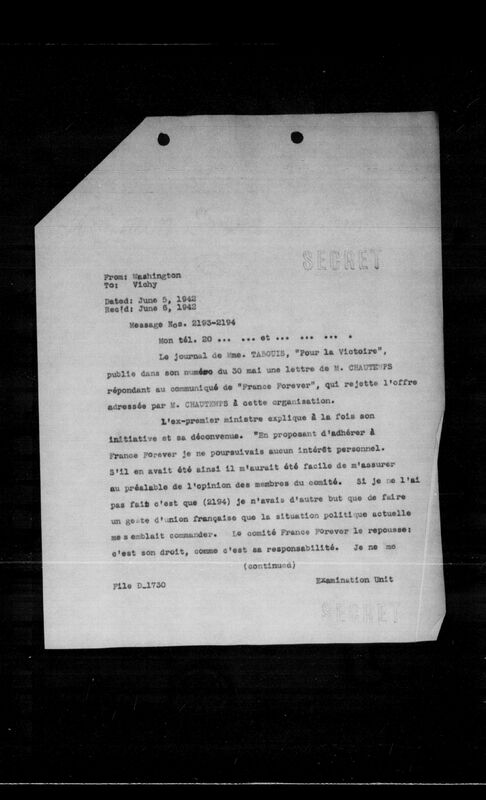 SECRET
From: Washington
To: Vichy
Dated: June 5, 1942
Rec'd: June 6, 1942
Message Nos. 2193-2194
Mon tél. 20 ... ... ... et ... ... ... ... .
Le journal de Mme. TABOUIS, "Pour la Victoire",
publie dans son numéro du 30 mai une lettre de M. CHAUTEMPS
répondant au communiqué de "France Forever", qui rejette l'offre
adressée par M. CHAUTEMPS à cette organisation.
L'ex-premier ministre explique à la fois son
initiative et sa déconvenue. "En proposant d'adhérer à
France Forever je ne poursuivais aucun intérêt personnel.
S'il en avait été ainsi il m'aurait été facile de m'assurer
au préalable de l'opinion des membres du comité. Si je ne l'ai
pas fait c'est que (2194) je n'avais d'autre but que de faire
un geste d'union française que la situation politique actuelle
me semblait commander. Le comité France Forever le repousse:
c'est son droit, comme c'est sa responsabilité. Je ne me
(continued)
File D_1730 Examination Unit
SECRET